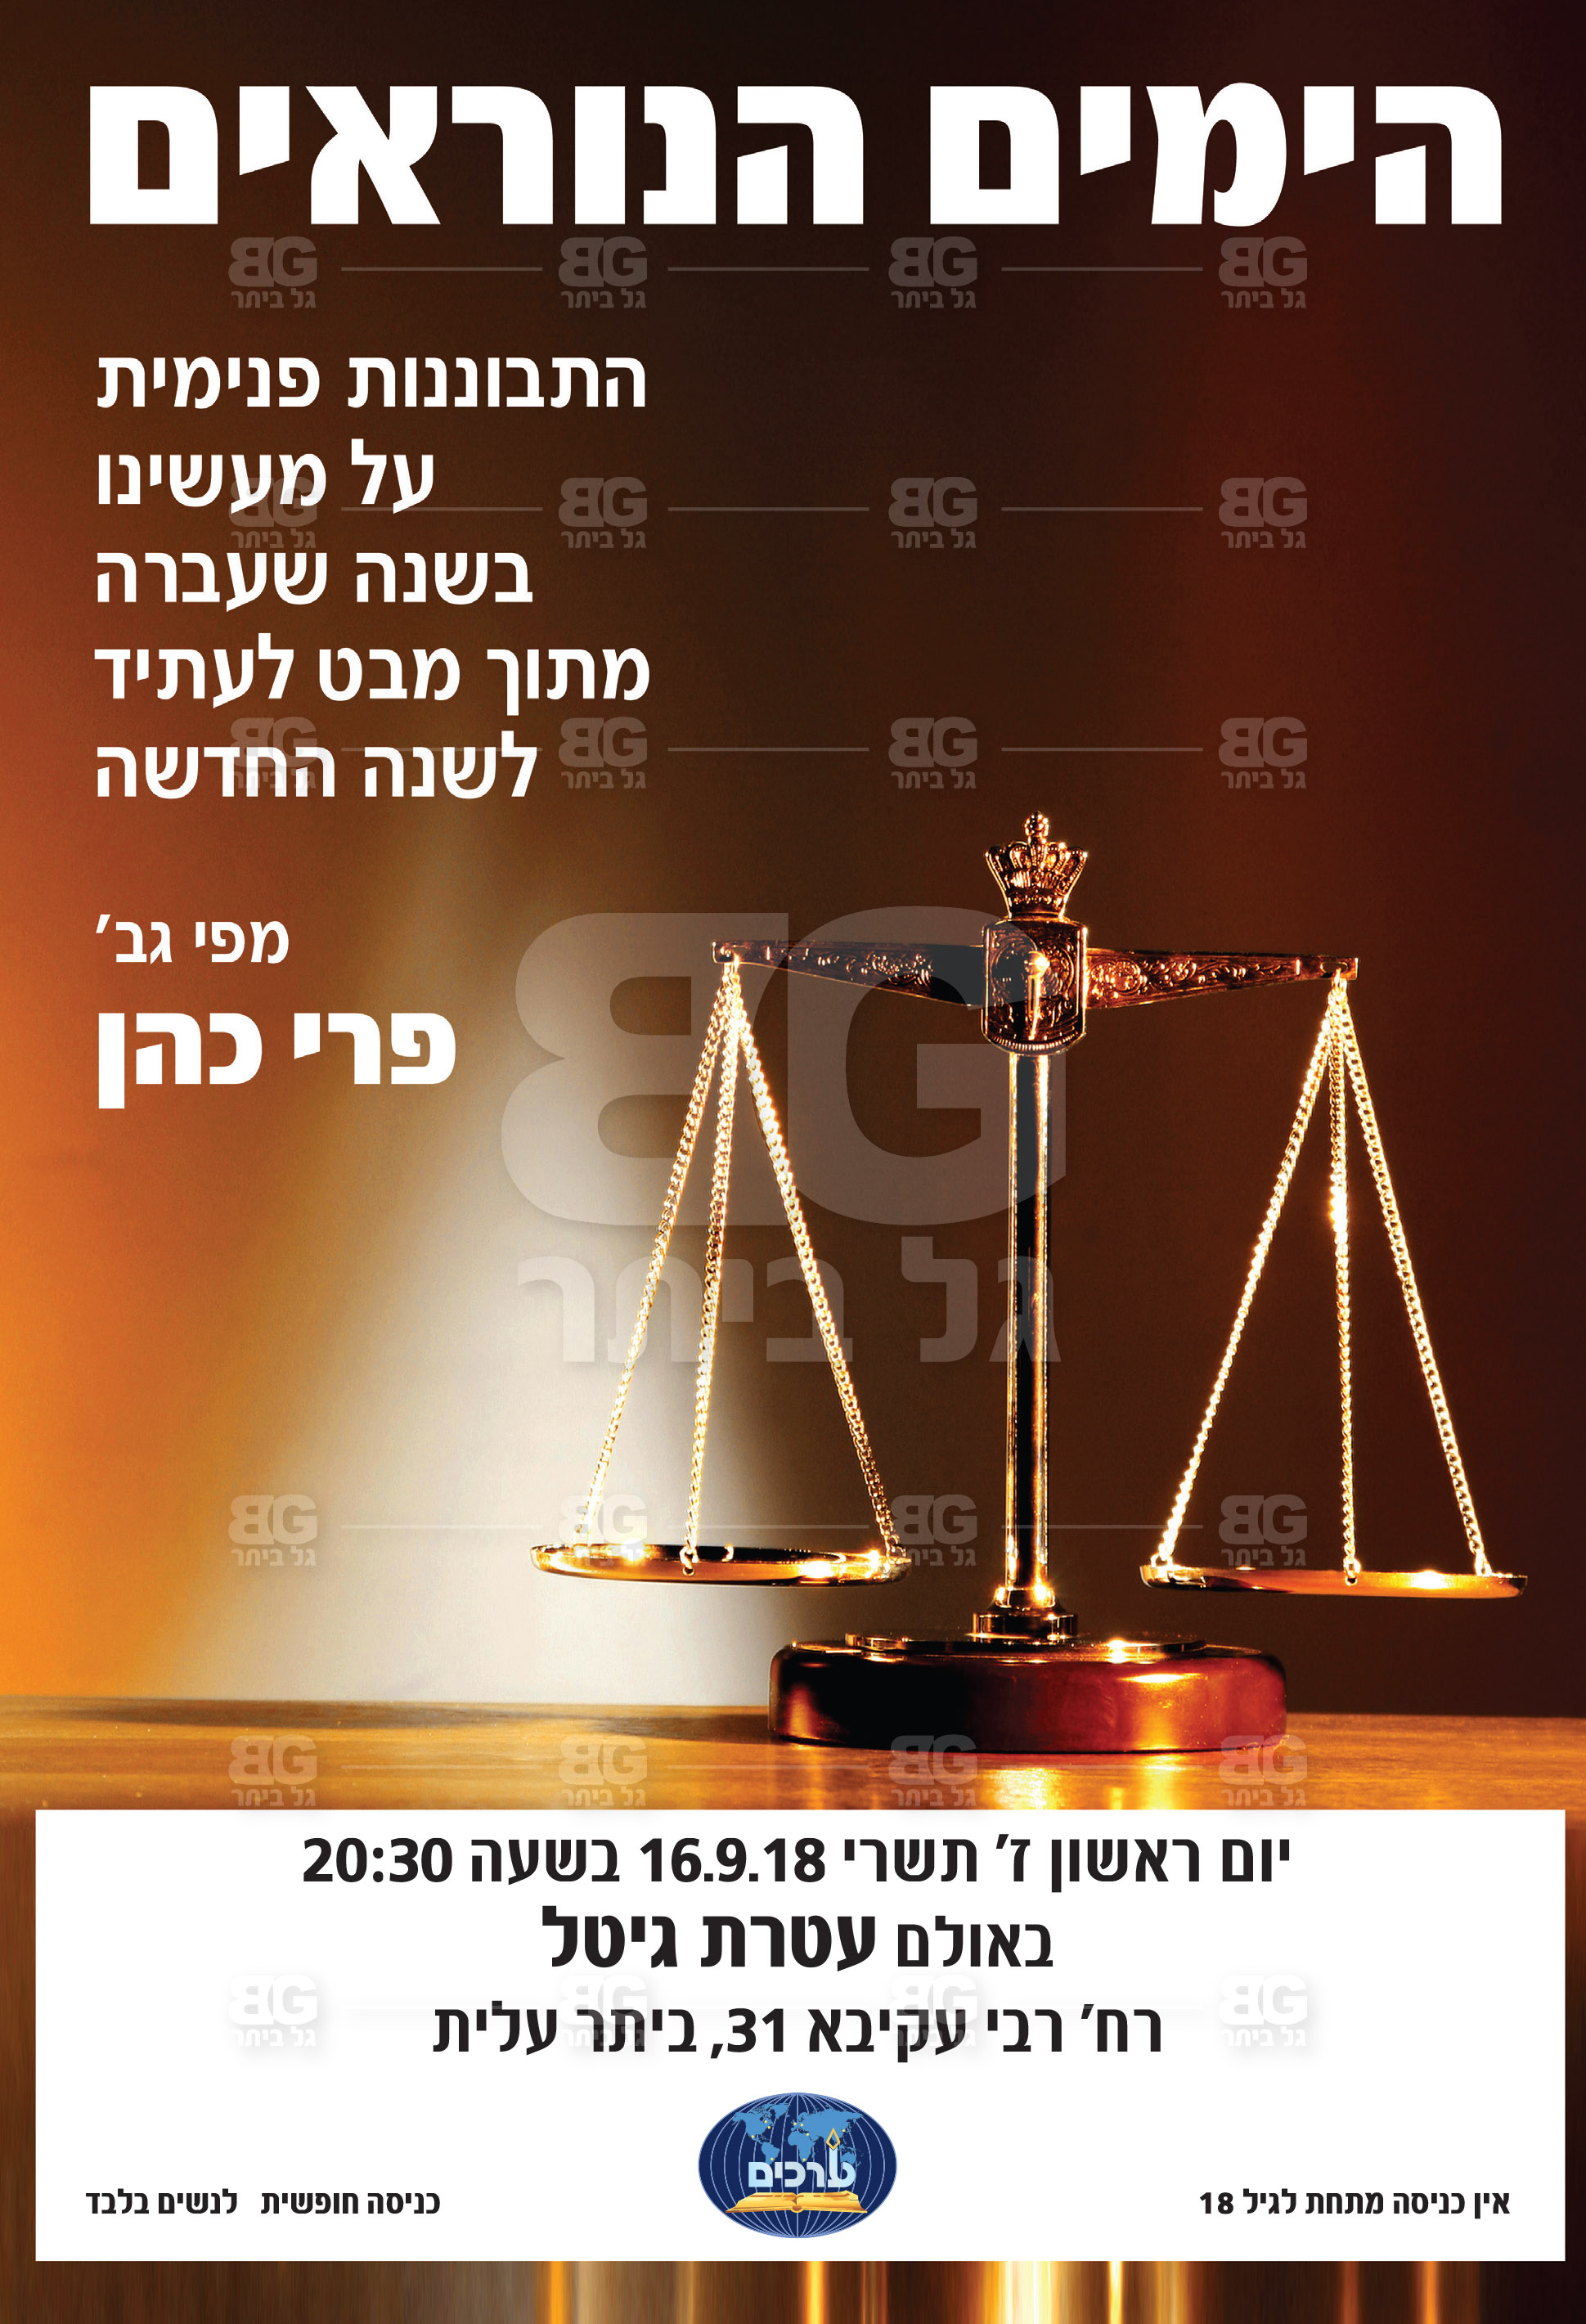 הימים הנוראים
התבוננות פנימית
על מעשינו
בשנה שעברה
מתוך מבט לעתיד
לשנה החדשה
מפי גב'
פרי כהן
BG
גל ביתר
יום ראשון ז' תשרי 16.9.18 בשעה 20:30
באולם עטרת גיטל
רח' רבי עקיבא 31, ביתר עלית
ערכים
אין כניסה מתחת לגיל 18
כניסה חופשית לנשים בלבד